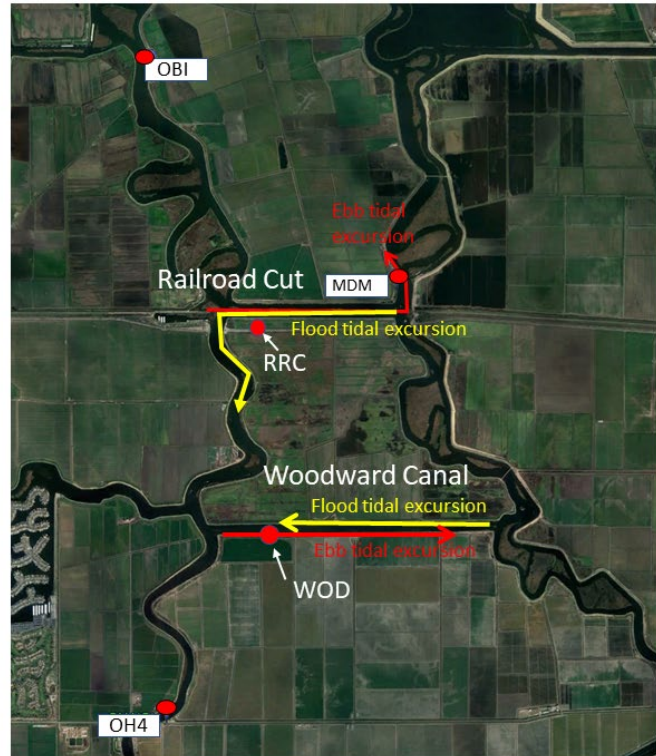 OBI
Ebb tidal
excursion
Railroad Cut
MDM
Flood tidal excursion
RRC
Woodward Canal
Flood tidal excursion
Ebb tidal excursion
WOD
OH4